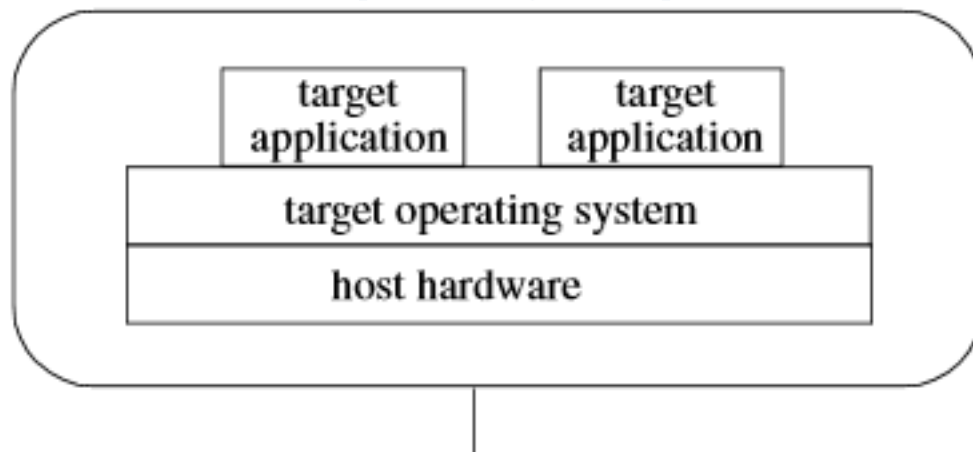 target
application
target
application
target operating system
host hardware